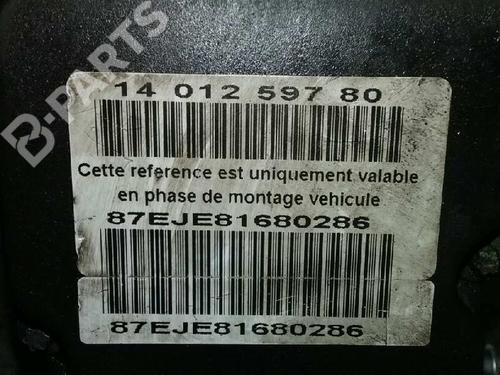 B-PARTS
14 012 597 80
Cette reference est uniquement valable
en phase de montage vehicule
87EJE81680286
87EJE81680286